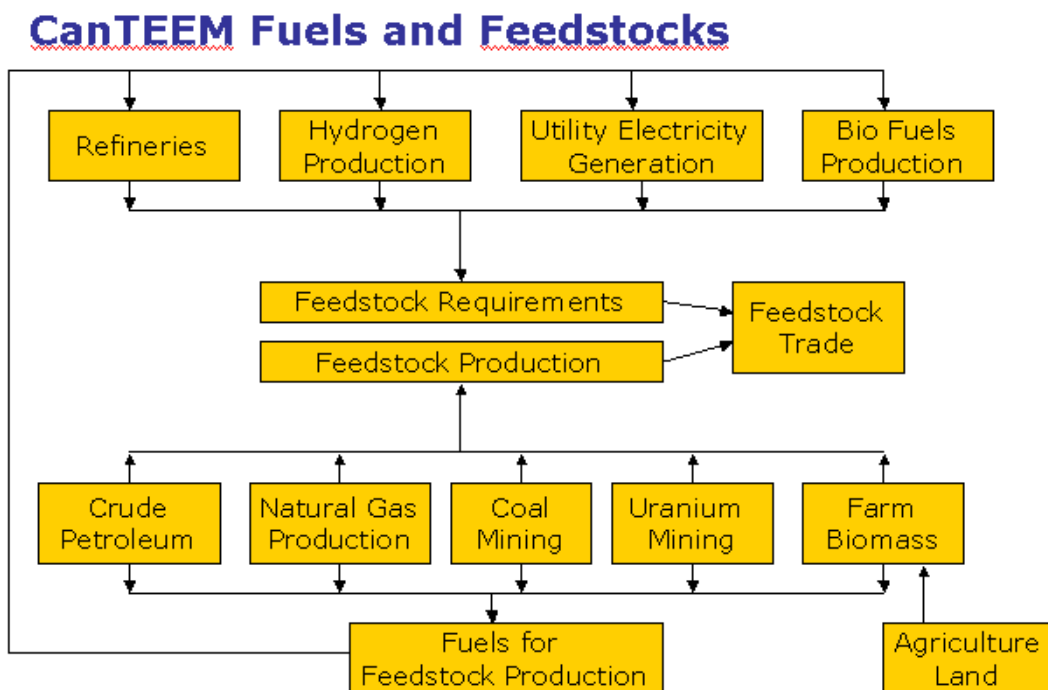 CanTEEM Fuels and Feedstocks
Refineries
Hydrogen
Production
Utility Electricity
Generation
Bio Fuels
Production
Feedstock Requirements
Feedstock Production
Feedstock
Trade
Crude
Petroleum
Natural Gas
Production
Coal
Mining
Uranium
Mining
Farm
Biomass
Fuels for
Feedstock Production
Agriculture
Land